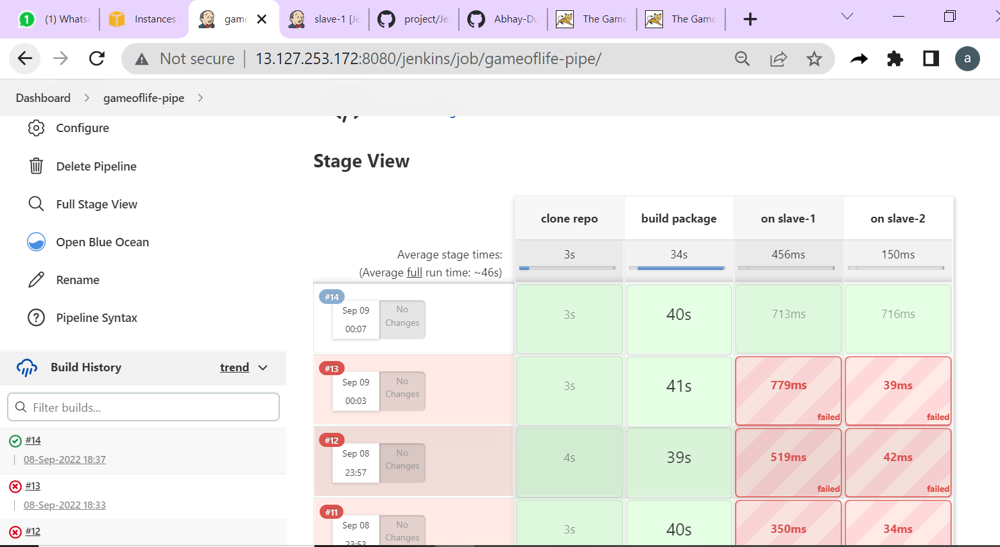 1 (1) Whats Instances game slave-1 [Je project/Je Abhay-Du The Game The Game
Not secure 13.127.253.172:8080/jenkins/job/gameoflife-pipe/ a
Dashboard gameoflife-pipe
Configure
Delete Pipeline
Full Stage View
Open Blue Ocean
Rename
Pipeline Syntax
Build History trend
Filter builds...
#14
08-Sep-2022 18:37
#13
08-Sep-2022 18:33
#12
Stage View
clone repo build package on slave-1 on slave-2
Average stage times: 3s 34s 456ms 150ms
(Average full run time: ~46s)
#14
Sep 09 No
Changes
00:07
3s 40s 713ms 716ms
#13
Sep 09 No
Changes
00:03
3s 41s 779ms 39ms
failed failed
#12
Sep 08 No
Changes
23:57
4s 39s 519ms 42ms
failed failed
#11
Sep 08 No
Changes
23:53
3s 40s 350ms 34ms